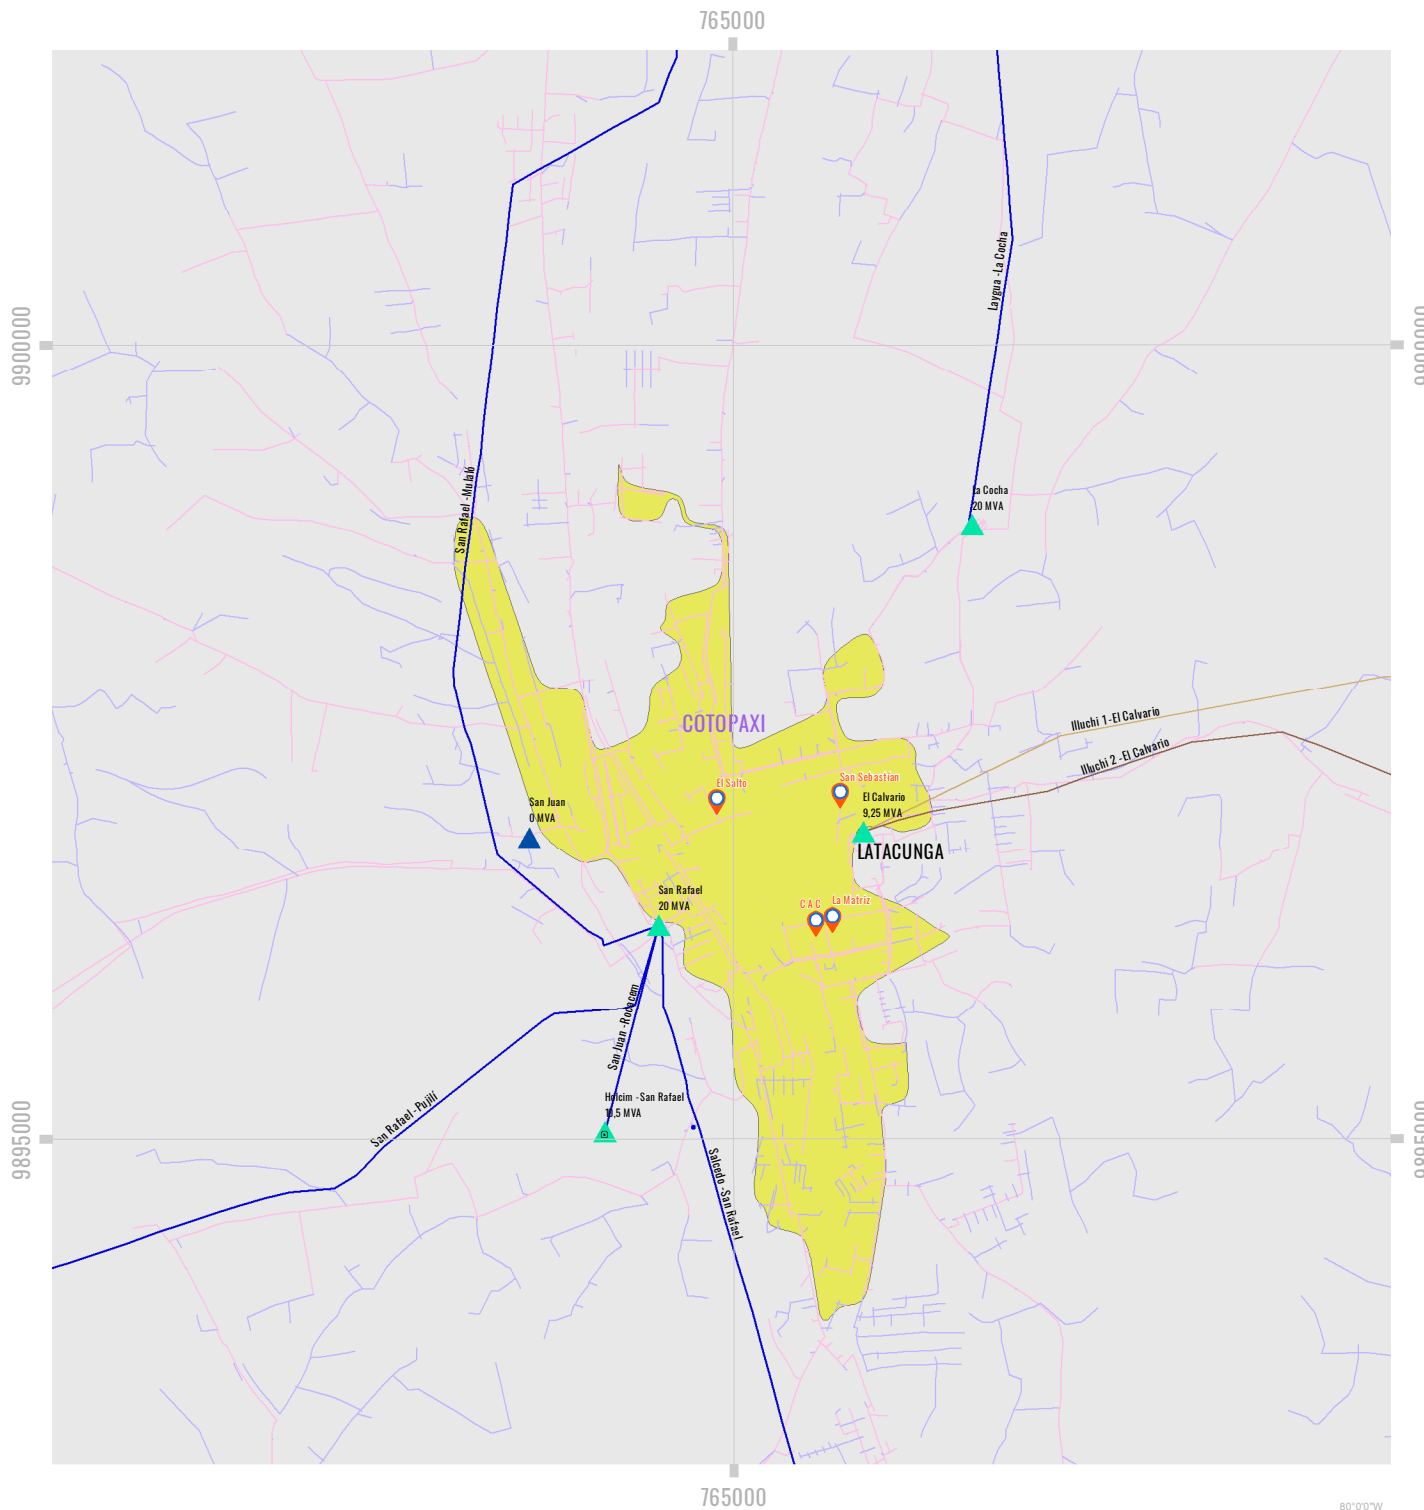 765000
Laygua -La Cocha
9900000
9900000
San Rafael -Mulaló
La Cocha
20 MVA
COTOPAXI
Illuchi 1-El Calvario
Illuchi 2 -El Calvario
El Salto
San Sebastian
San Juan
0 MVA
El Calvario
9,25 MVA
LATACUNGA
San Rafael
20 MVA
C A C
La Matriz
San Juan -Rococem
Holcim -San Rafael
10,5 MVA
San Rafael -Pujilí
9895000
9895000
Salcedo -San Rafael
765000
80°0'0"W